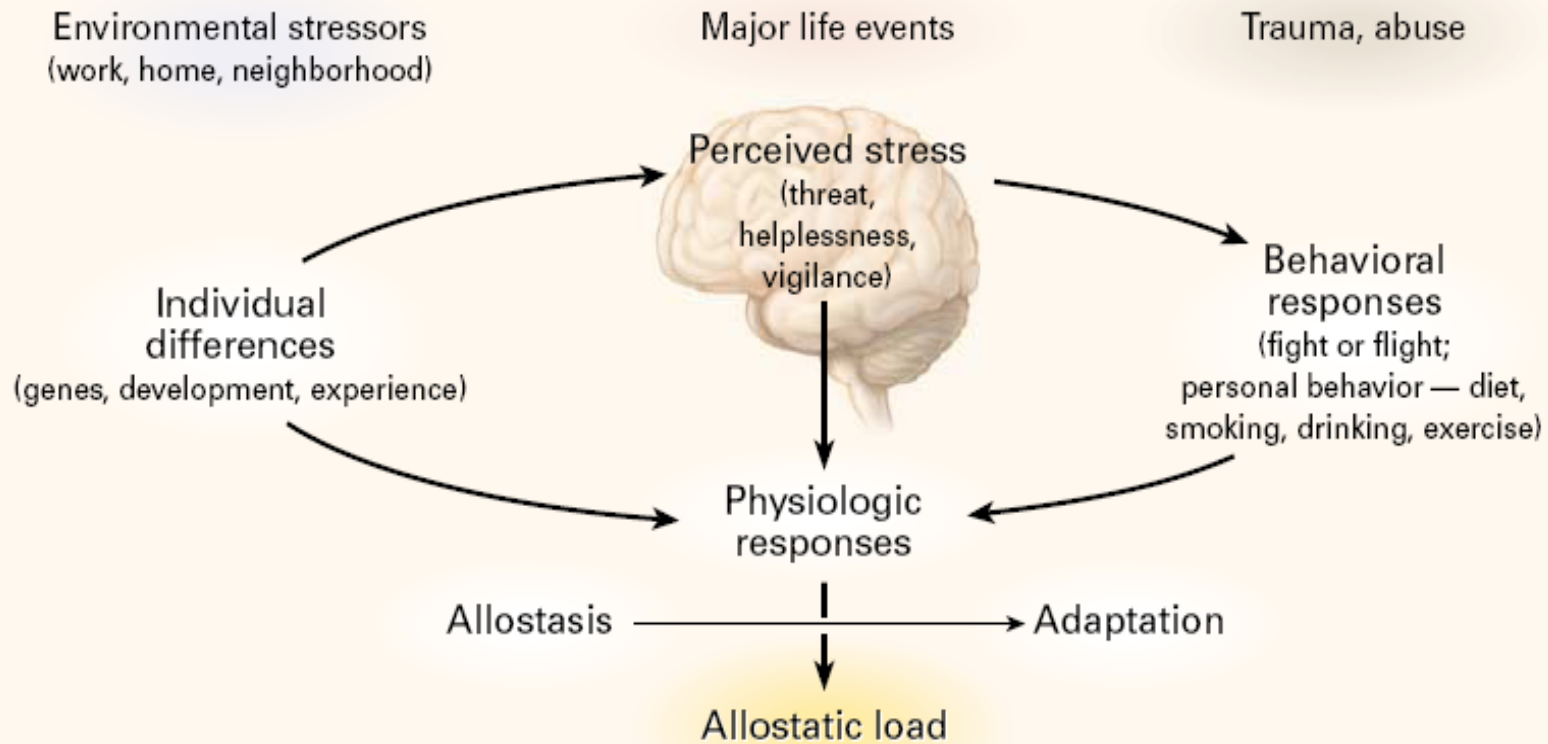 Environmental stressors
(work, home, neighborhood)
Major life events
Trauma, abuse
Perceived stress
(threat,
helplessness,
vigilance)
Individual
differences
(genes, development, experience)
Behavioral
responses
(fight or flight;
personal behavior — diet,
smoking, drinking, exercise)
Physiologic
responses
Allostasis
Adaptation
Allostatic load